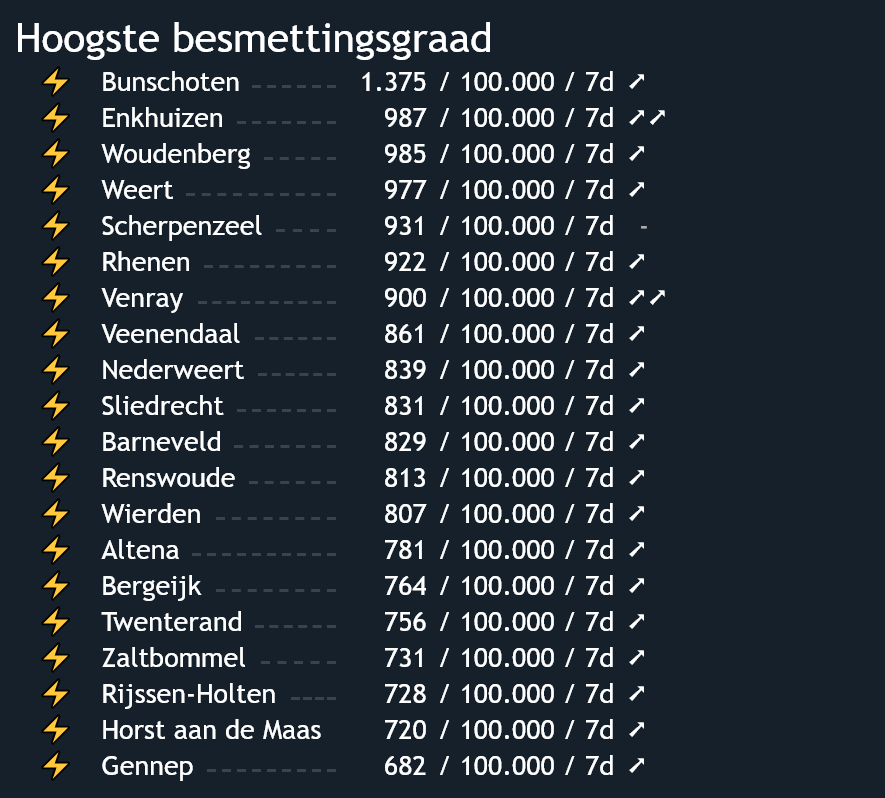 Hoogste besmettingsgraad
⚡ Bunschoten ------ 1.375 / 100.000 / 7d ➚
⚡ Enkhuizen ------- 987 / 100.000 / 7d ➚➚
⚡ Woudenberg ----- 985 / 100.000 / 7d ➚
⚡ Weert ---------- 977 / 100.000 / 7d ➚
⚡ Scherpenzeel ---- 931 / 100.000 / 7d -
⚡ Rhenen --------- 922 / 100.000 / 7d ➚
⚡ Venray --------- 900 / 100.000 / 7d ➚➚
⚡ Veenendaal ------ 861 / 100.000 / 7d ➚
⚡ Nederweert ------ 839 / 100.000 / 7d ➚
⚡ Sliedrecht ------- 831 / 100.000 / 7d ➚
⚡ Barneveld ------- 829 / 100.000 / 7d ➚
⚡ Renswoude ------ 813 / 100.000 / 7d ➚
⚡ Wierden -------- 807 / 100.000 / 7d ➚
⚡ Altena ---------- 781 / 100.000 / 7d ➚
⚡ Bergeijk -------- 764 / 100.000 / 7d ➚
⚡ Twenterand ------ 756 / 100.000 / 7d ➚
⚡ Zaltbommel ----- 731 / 100.000 / 7d ➚
⚡ Rijssen-Holten ---- 728 / 100.000 / 7d ➚
⚡ Horst aan de Maas 720 / 100.000 / 7d ➚
⚡ Gennep --------- 682 / 100.000 / 7d ➚